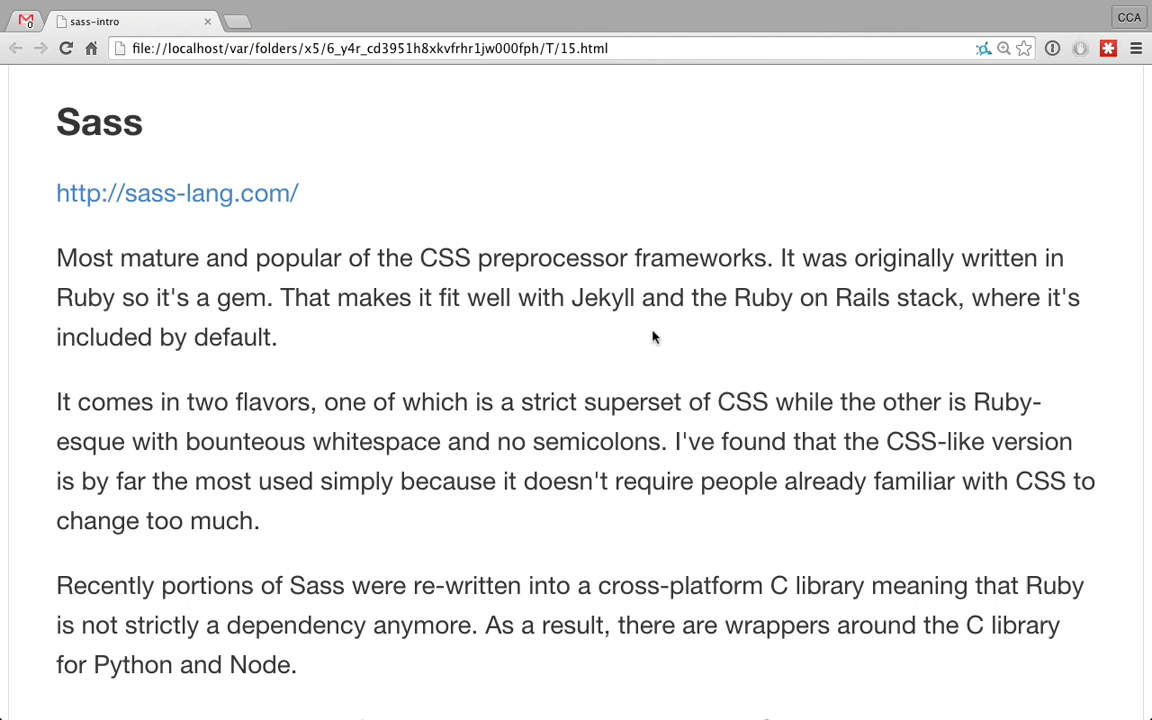 sass-intro
CCA
0
file://localhost/var/folders/x5/6_y4r_cd3951h8xkvfrhr1jw000fph/T/15.html
Sass
http://sass-lang.com/
Most mature and popular of the CSS preprocessor frameworks. It was originally written in
Ruby so it's a gem. That makes it fit well with Jekyll and the Ruby on Rails stack, where it's
included by default.
It comes in two flavors, one of which is a strict superset of CSS while the other is Ruby-
esque with bounteous whitespace and no semicolons. I've found that the CSS-like version
is by far the most used simply because it doesn't require people already familiar with CSS to
change too much.
Recently portions of Sass were re-written into a cross-platform C library meaning that Ruby
is not strictly a dependency anymore. As a result, there are wrappers around the C library
for Python and Node.